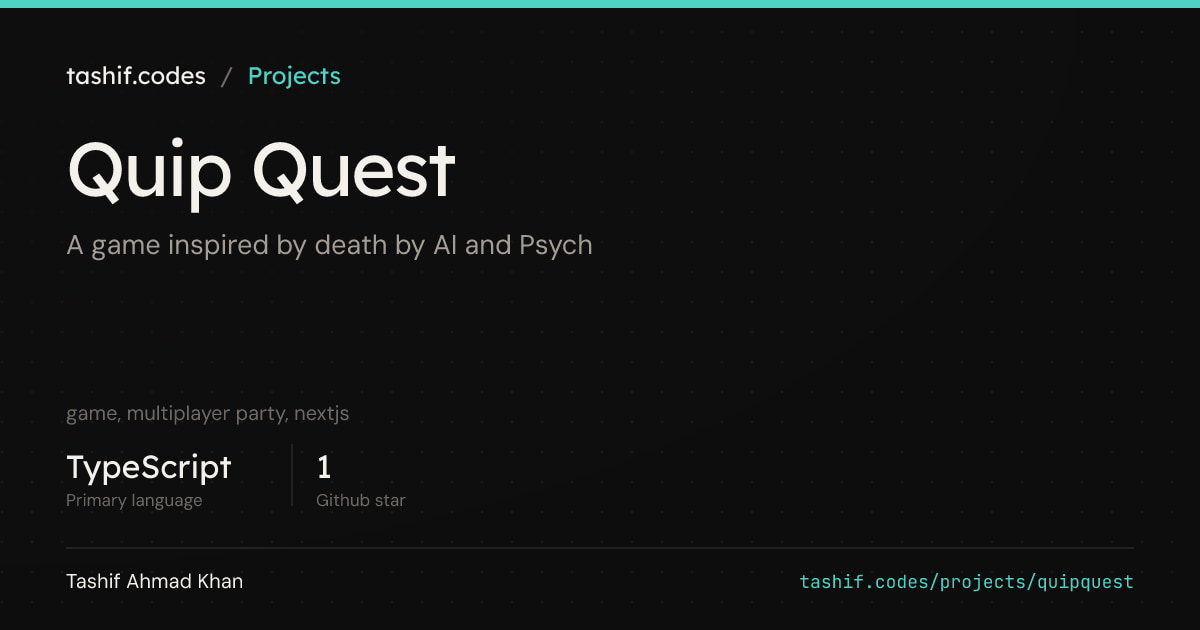 tashif.codes / Projects
Quip Quest
A game inspired by death by AI and Psych
game, multiplayer party, nextjs
TypeScript
Primary language
1
Github star
Tashif Ahmad Khan
tashif.codes/projects/quipquest